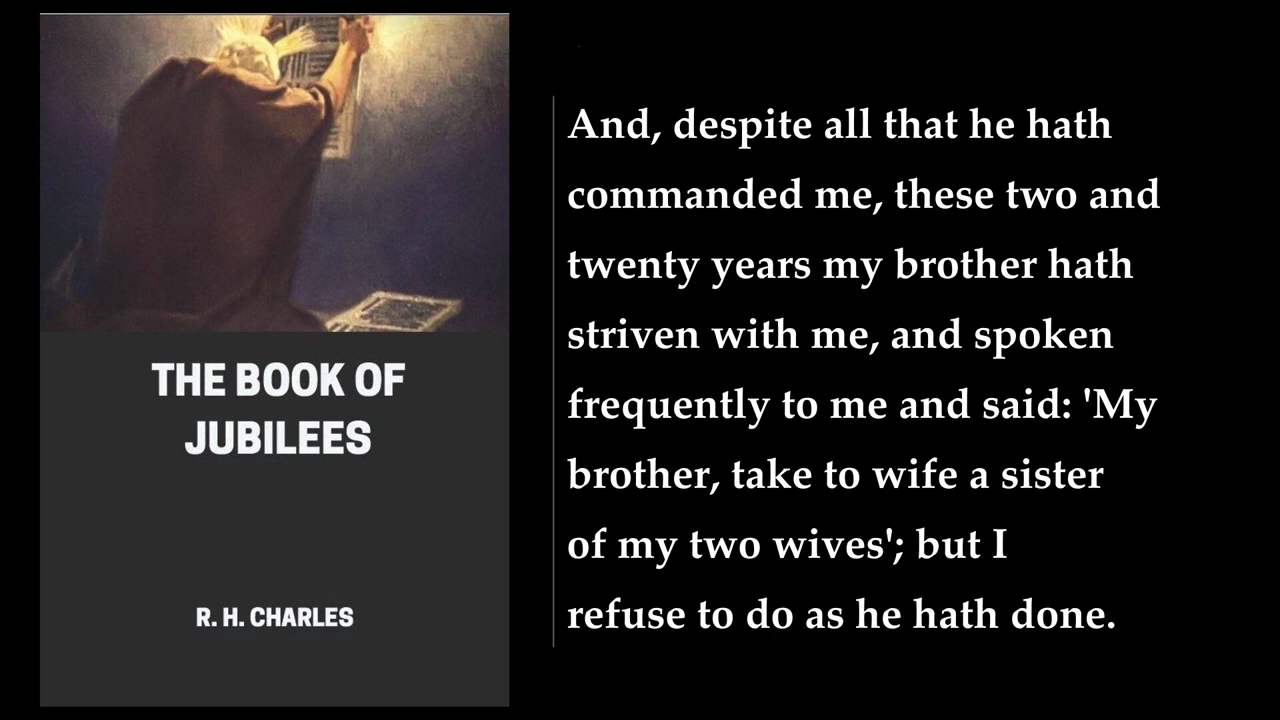 THE BOOK OF
JUBILEES
R. H. CHARLES
And, despite all that he hath
commanded me, these two and
twenty years my brother hath
striven with me, and spoken
frequently to me and said: 'My
brother, take to wife a sister
of my two wives'; but I
refuse to do as he hath done.